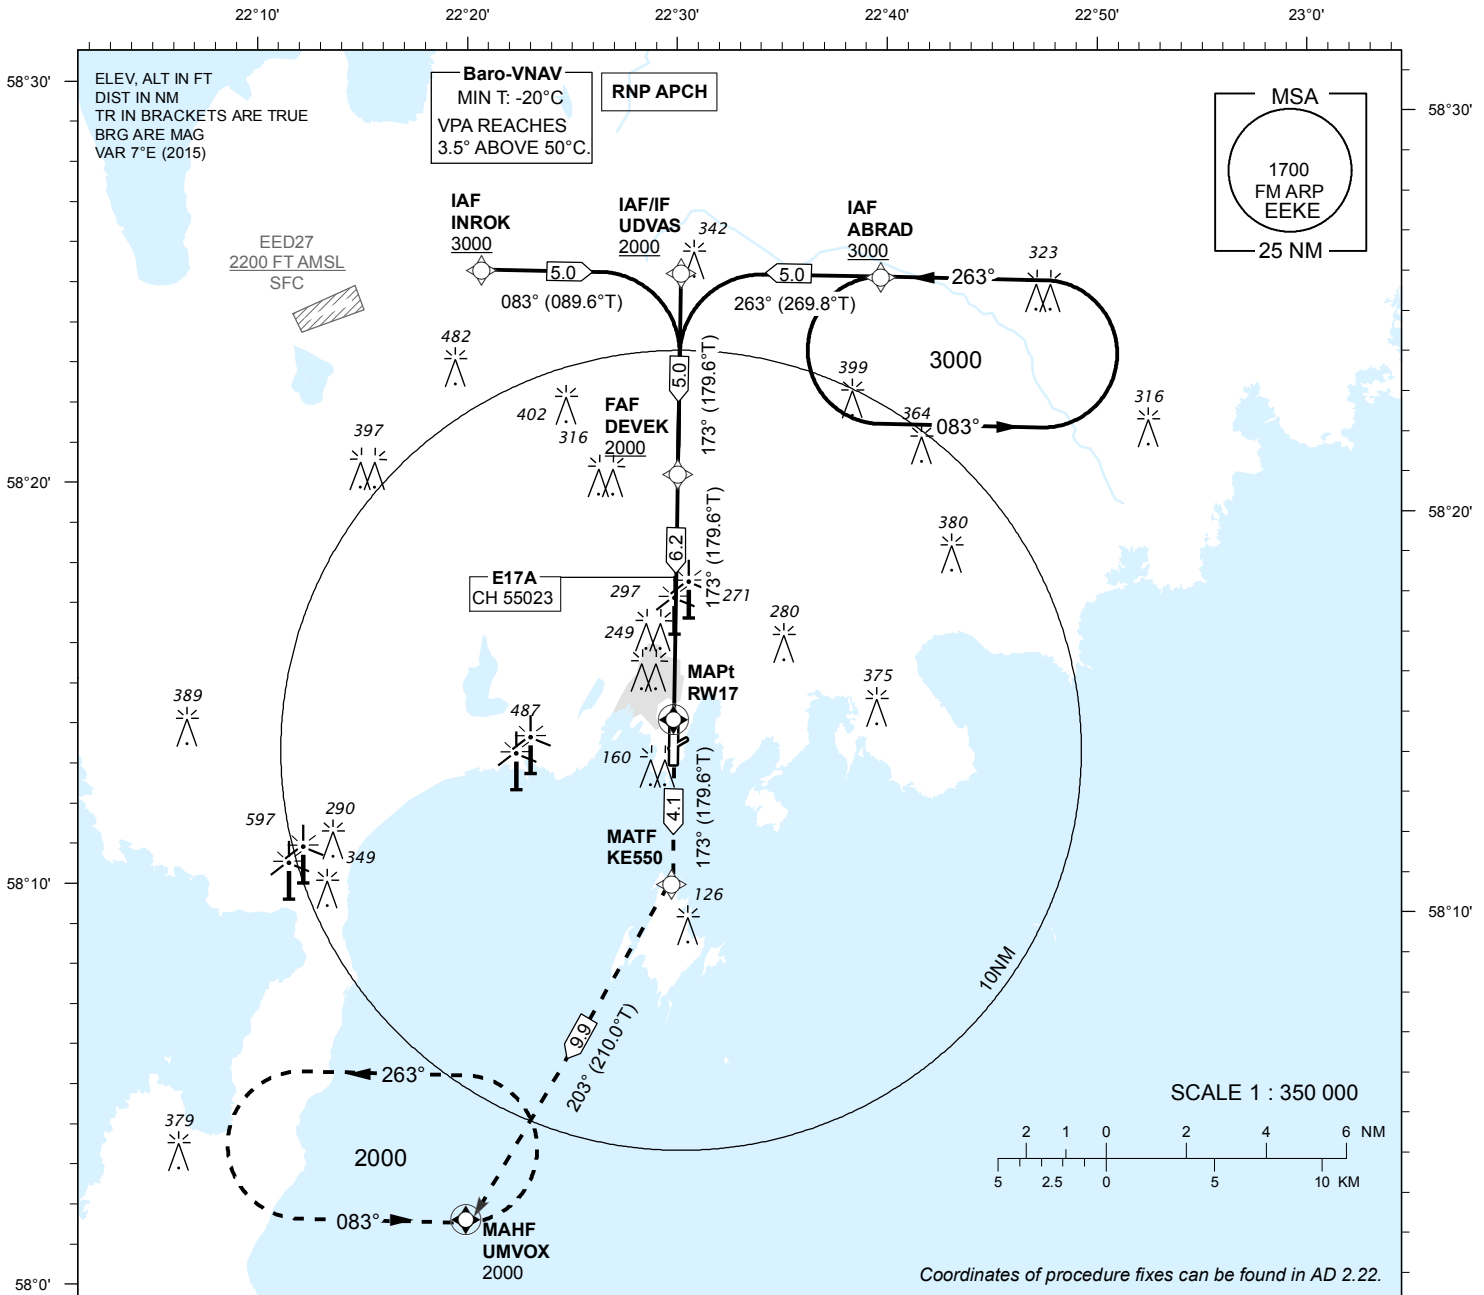 22°10'
22°20'
22°30'
22°40'
22°50'
23°0'
58°30'
58°20'
58°10'
58°0'
58°30'
58°20'
58°10'
ELEV, ALT IN FT
DIST IN NM
TR IN BRACKETS ARE TRUE
BRG ARE MAG
VAR 7°E (2015)
Baro-VNAV
MIN T: -20°C
VPA REACHES
3.5° ABOVE 50°C.
RNP APCH
MSA
1700
FM ARP
EEKE
25 NM
EED27
2200 FT AMSL
SFC
IAF
INROK
3000
IAF/IF
UDVAS
2000
342
IAF
ABRAD
3000
323
5.0
083° (089.6°T)
5.0
263° (269.8°T)
263°
3000
083°
482
402
316
397
399
364
316
380
FAF
DEVEK
2000
5.0
173° (179.6°T)
6.2
173° (179.6°T)
E17A
CH 55023
297
271
249
280
375
MAPt
RW17
389
487
160
4.1
173° (179.6°T)
597
290
349
MATF
KE550
126
10NM
9.9
203° (210.0°T)
263°
2000
083°
379
MAHF
UMVOX
2000
SCALE 1 : 350 000
2 1 0 2 4 6 NM
5 2.5 0 5 10 KM
Coordinates of procedure fixes can be found in AD 2.22.